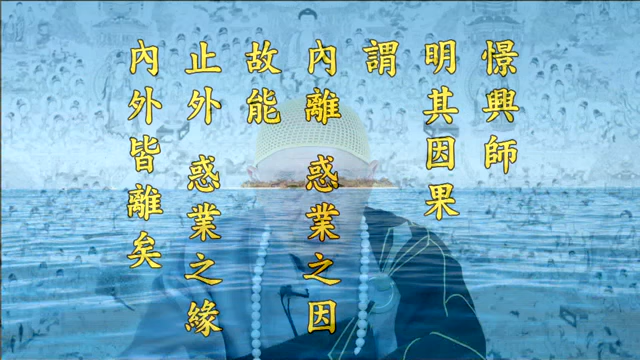 憬興師
明其因果
謂
內離 惑業之因
故能
止外 惑業之緣
內外皆離矣